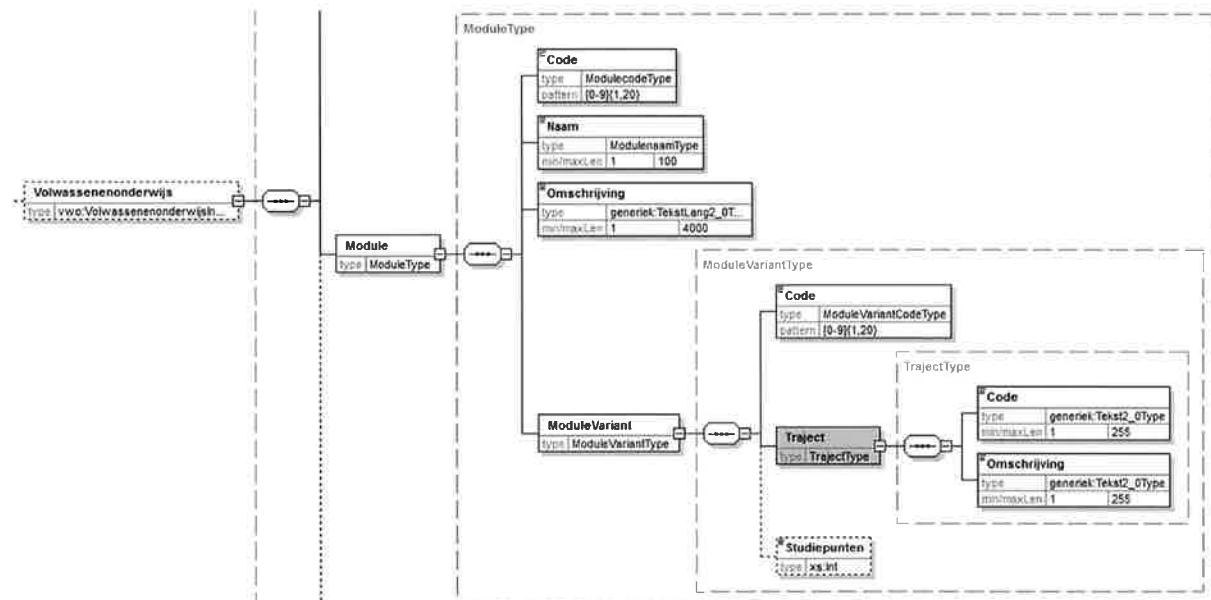 ModuleType
Code
type ModulecodeType
pattern [0-9]{1,20}
Naam
type ModulenaamType
min/maxLen 1 100
Volwassenenonderwijs
type vwo:VolwassenenonderwijsIn...
Omschrijving
type generiek:TekstLang2_0T...
min/maxLen 1 4000
Module
type ModuleType
ModuleVariantType
Code
type ModuleVariantCodeType
pattern [0-9]{1,20}
TrajectType
Code
type generiek:Tekst2_0Type
min/maxLen 1 255
ModuleVariant
type ModuleVariantType
Traject
type TrajectType
Omschrijving
type generiek:Tekst2_0Type
min/maxLen 1 255
Studiepunten
type xs:int